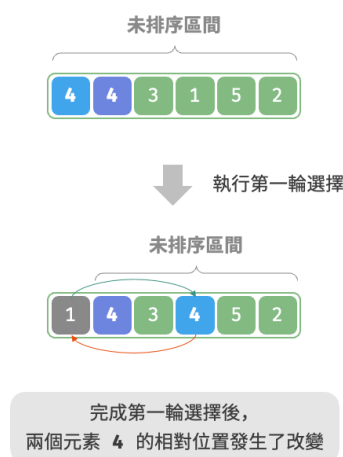 未排序區間
4 4 3 1 5 2
執行第一輪選擇
未排序區間
1 4 3 4 5 2
完成第一輪選擇後，
兩個元素 4 的相對位置發生了改變